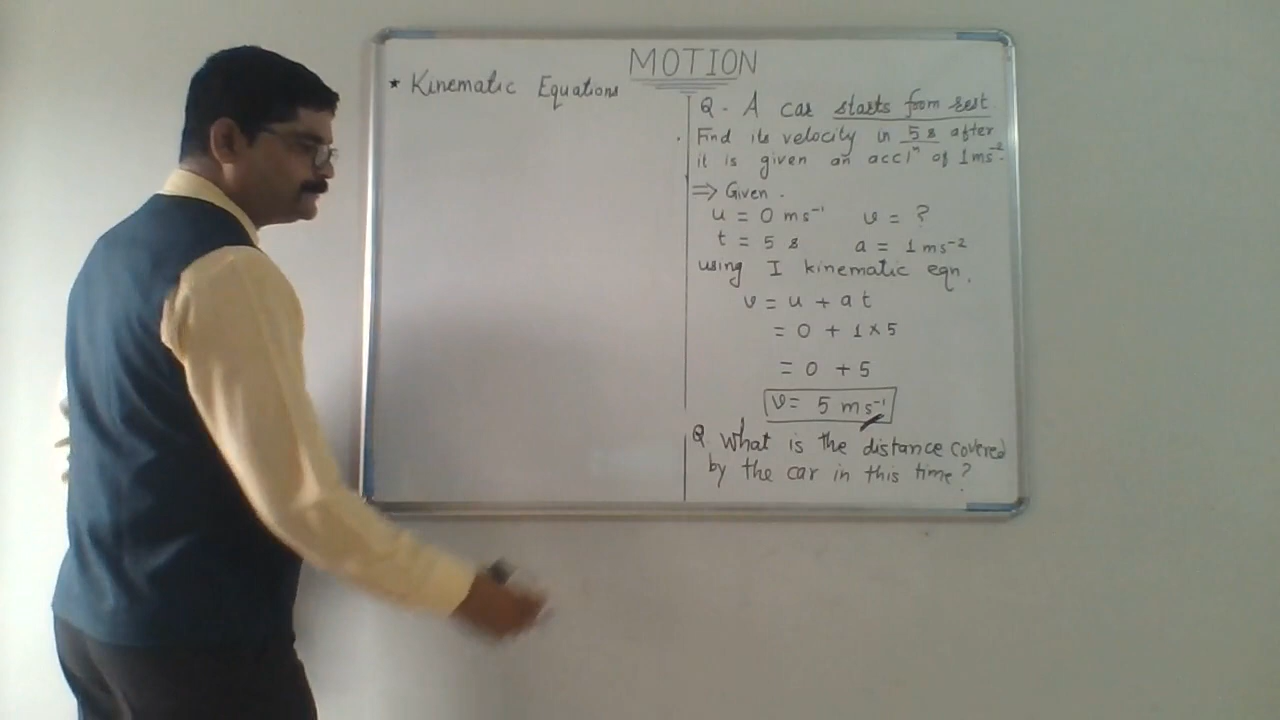 MOTION
★ Kinematic Equations
Q. A car starts from rest
Find its velocity in 5 s after
it is given an acclⁿ of 1 ms⁻².
⇒ Given.
u = 0 ms⁻¹ v = ?
t = 5 s a = 1 ms⁻²
using I kinematic eqn.
v = u + at
= 0 + 1 × 5
= 0 + 5
v = 5 ms⁻¹
Q What is the distance covered
by the car in this time?